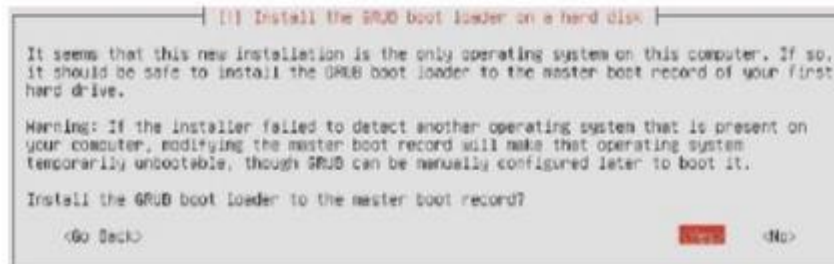 [!] Install the GRUB boot loader on a hard disk
It seems that this new installation is the only operating system on this computer. If so,
it should be safe to install the GRUB boot loader to the master boot record of your first
hard drive.
Warning: If the installer failed to detect another operating system that is present on
your computer, modifying the master boot record will make that operating system
temporarily unbootable, though GRUB can be manually configured later to boot it.
Install the GRUB boot loader to the master boot record?
<Go Back> <Yes> <No>